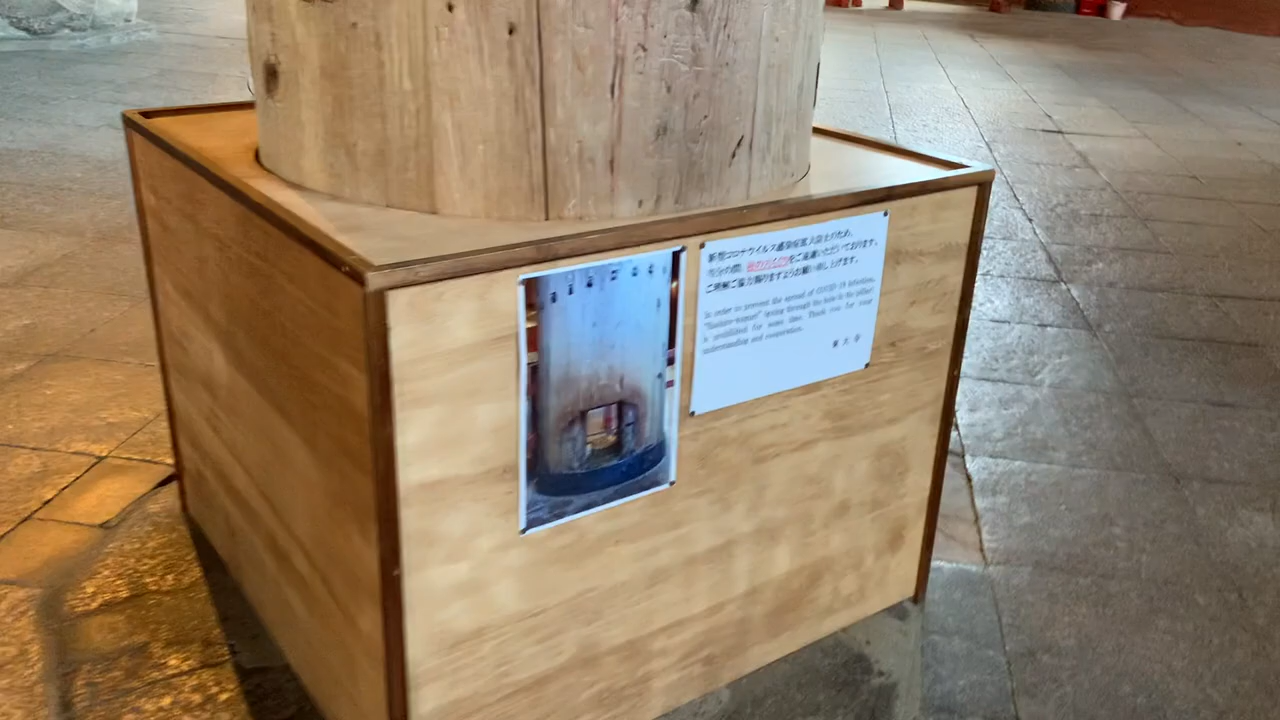 新型コロナウイルス感染症拡大防止のため、
当分の間、柱のくぐりをご遠慮いただいております。
ご理解ご協力賜りますようお願い申し上げます。
In order to prevent the spread of COVID-19 infection,
"Hashira-meguri" (going through the hole in the pillar)
is prohibited for some time. Thank you for your
understanding and cooperation.
東大寺